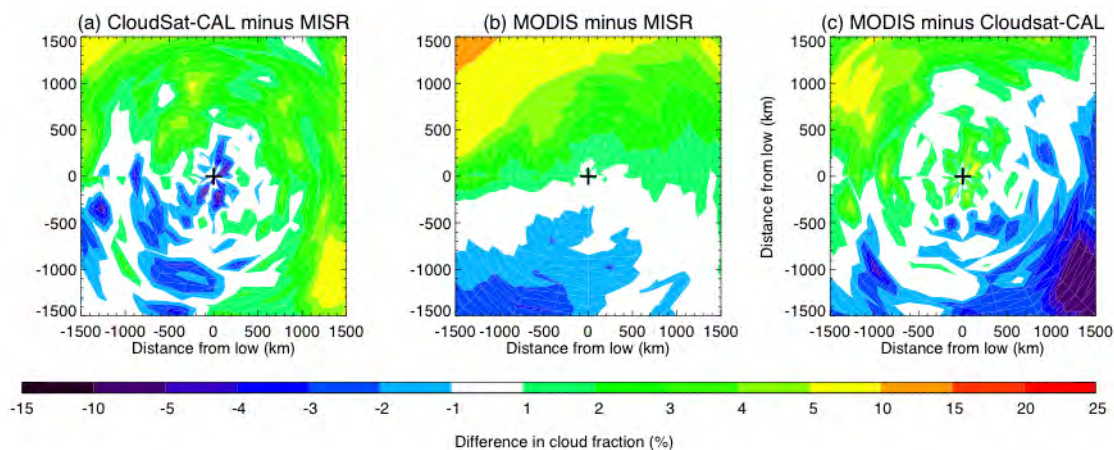 (a) CloudSat-CAL minus MISR
(b) MODIS minus MISR
(c) MODIS minus Cloudsat-CAL
1500 1500 1500
1000 1000 1000
500 500 500
0 0 0
-500 -500 -500
-1000 -1000 -1000
-1500 -1500 -1500
Distance from low (km)
-1500 -1000 -500 0 500 1000 1500
-1500 -1000 -500 0 500 1000 1500
-1500 -1000 -500 0 500 1000 1500
Distance from low (km)
Distance from low (km)
Distance from low (km)
-15 -10 -5 -4 -3 -2 -1 1 2 3 4 5 10 15 20 25
Difference in cloud fraction (%)